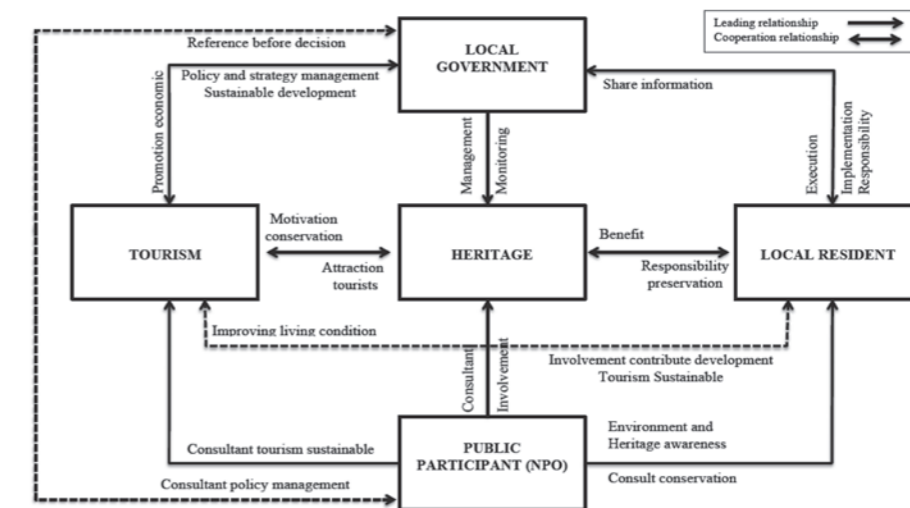 Leading relationship
Cooperation relationship
Reference before decision
LOCAL
GOVERNMENT
Policy and strategy management
Sustainable development
Share information
Promotion economic
Management
Monitoring
Execution
Implementation
Responsibility
TOURISM
Motivation
conservation
Attraction
tourists
HERITAGE
Benefit
Responsibility
preservation
LOCAL RESIDENT
Improving living condition
Involvement contribute development
Tourism Sustainable
Consultant
Involvement
Consultant tourism sustainable
Consultant policy management
PUBLIC
PARTICIPANT (NPO)
Environment and
Heritage awareness
Consult conservation